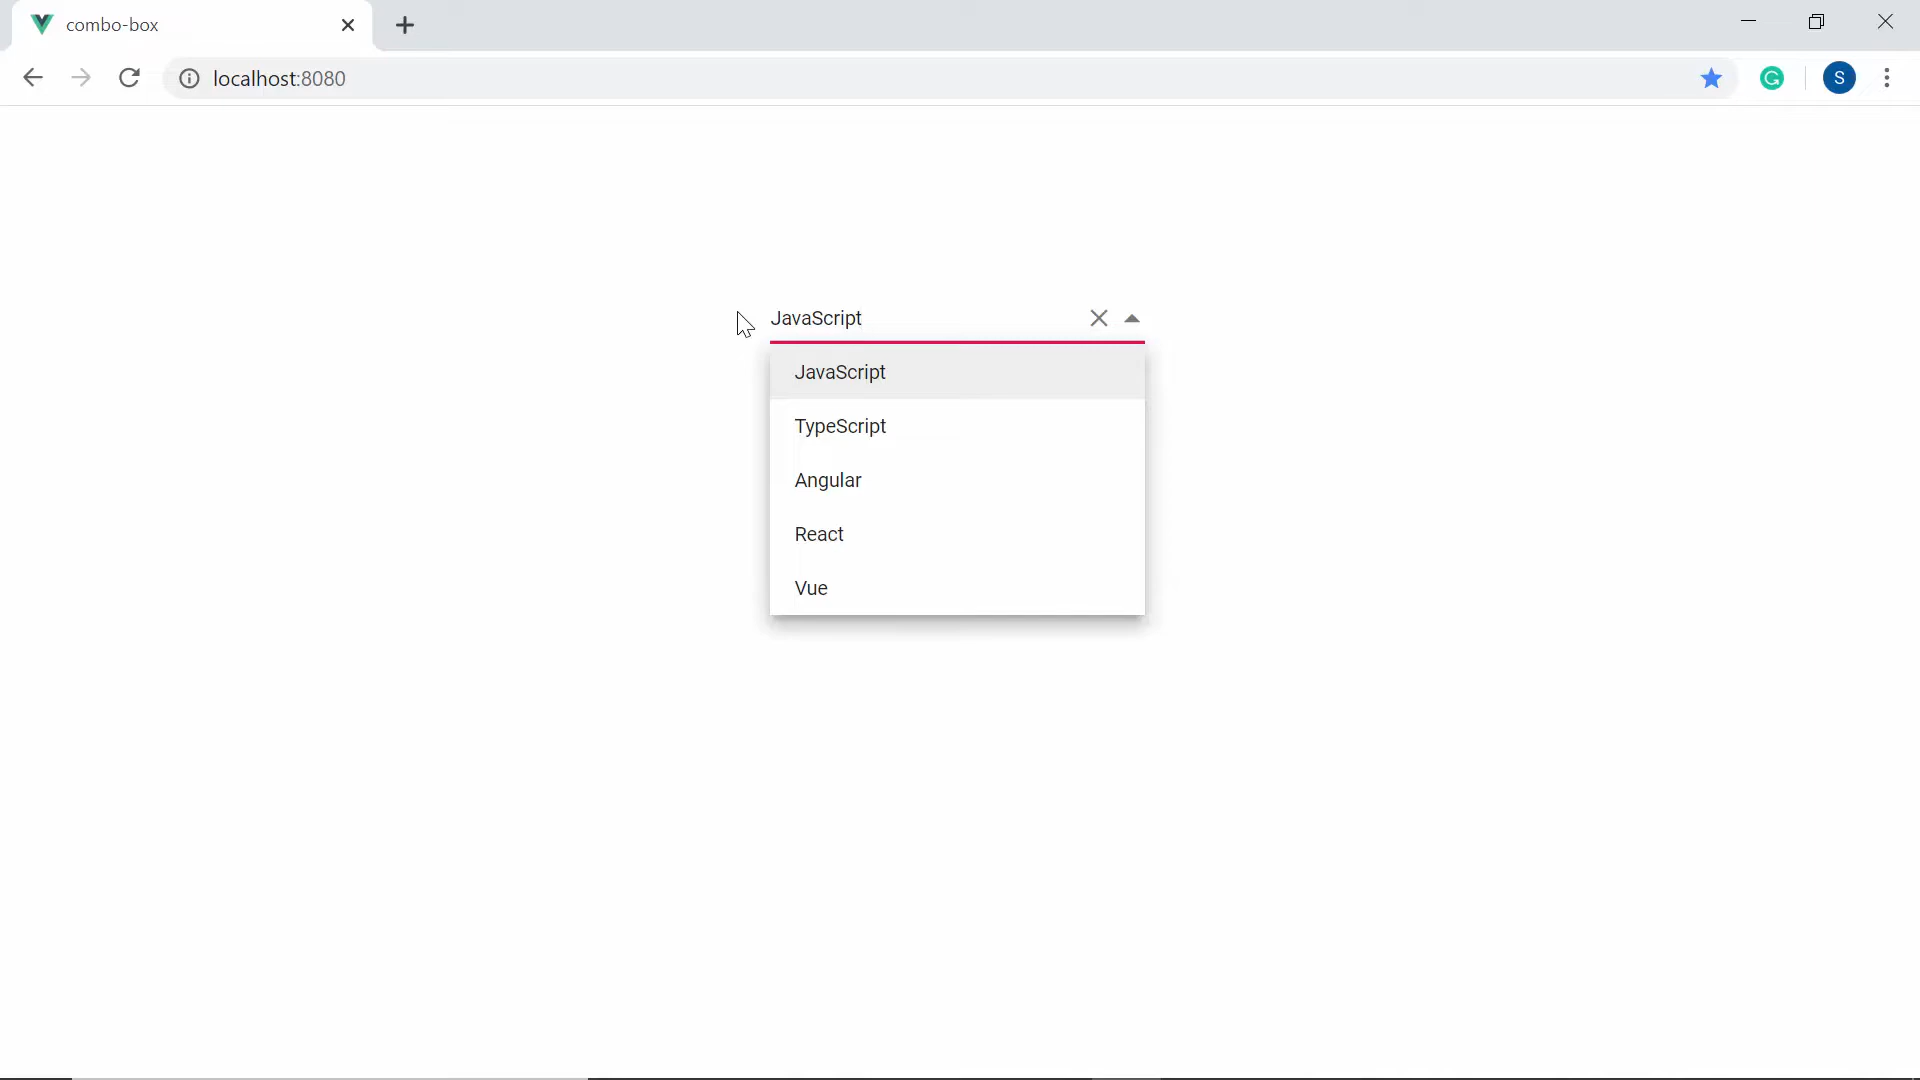 combo-box
localhost:8080
S
JavaScript
JavaScript
TypeScript
Angular
React
Vue